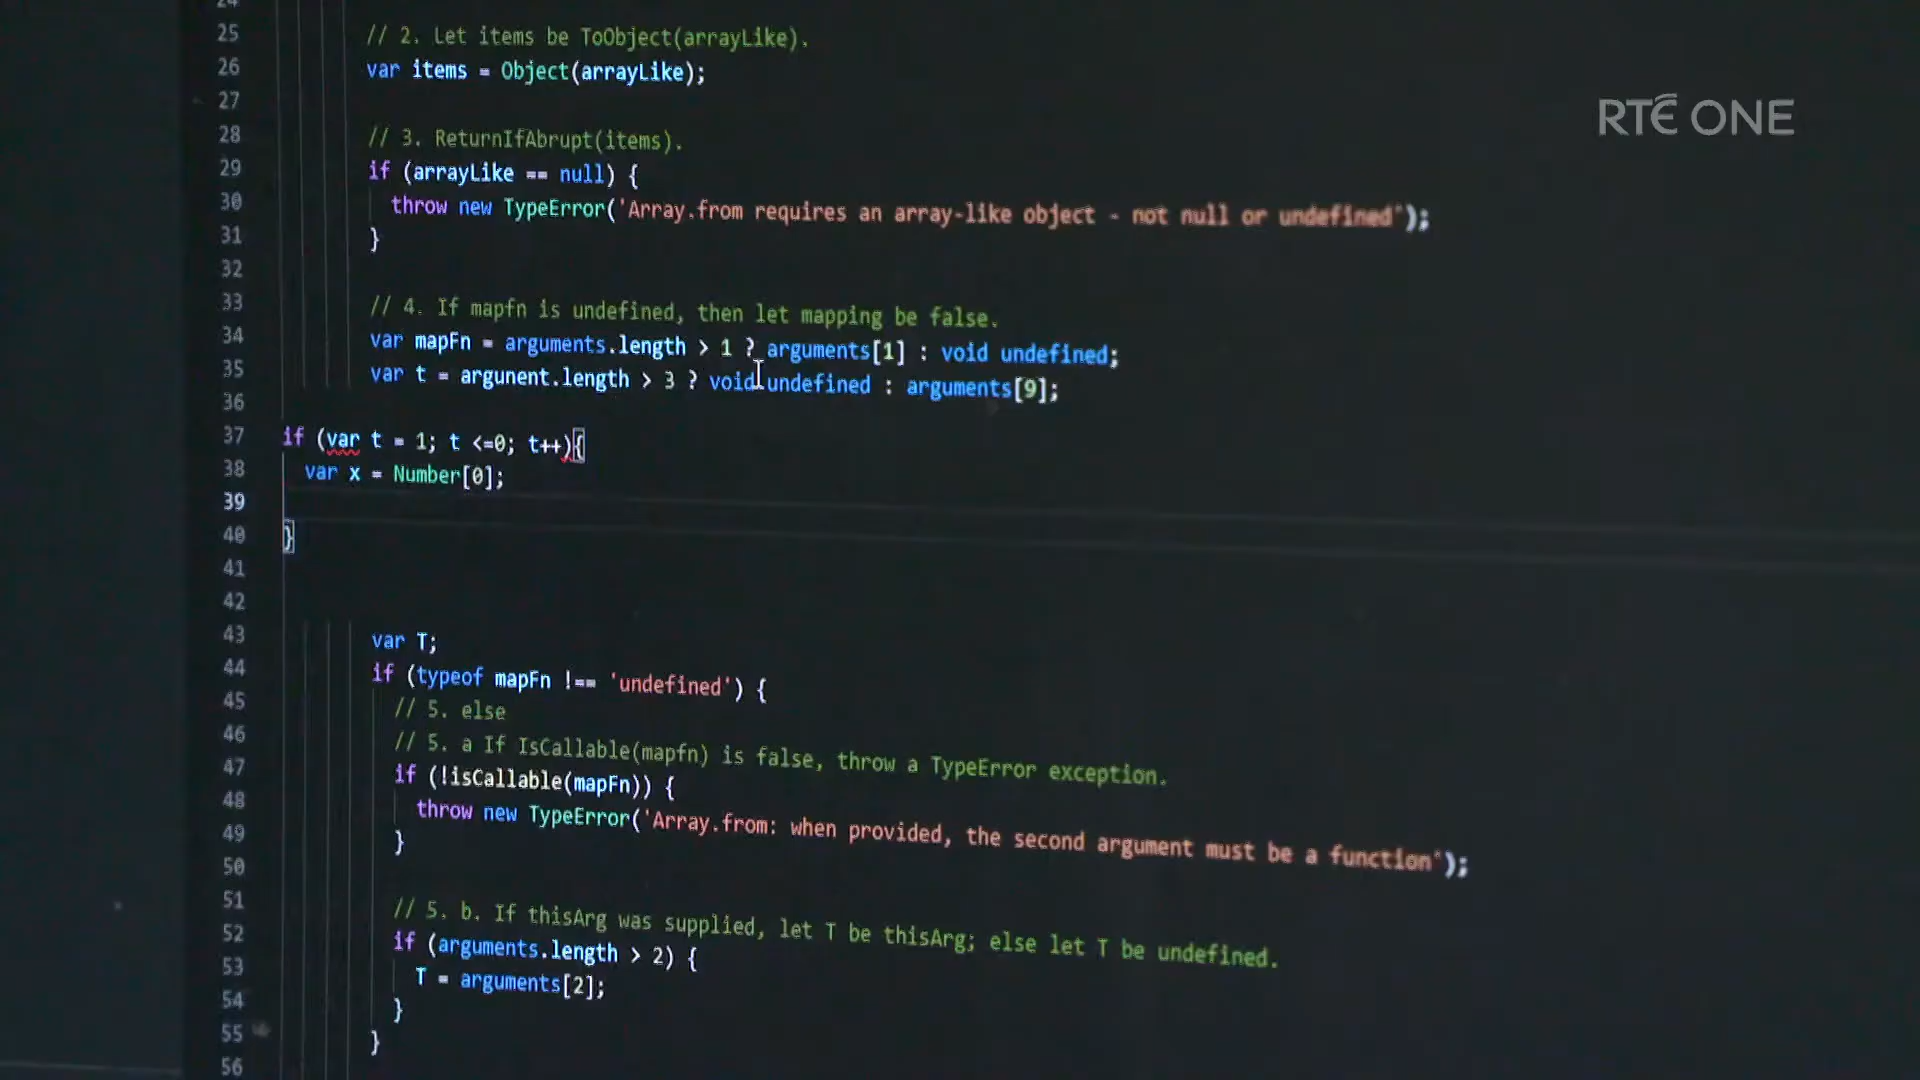 24
25 // 2. Let items be ToObject(arrayLike).
26 var items = Object(arrayLike);
27
28 // 3. ReturnIfAbrupt(items).
29 if (arrayLike == null) {
30 throw new TypeError('Array.from requires an array-like object - not null or undefined');
31 }
32
33 // 4. If mapfn is undefined, then let mapping be false.
34 var mapFn = arguments.length > 1 ? arguments[1] : void undefined;
35 var t = argunent.length > 3 ? void undefined : arguments[9];
36
37 if (var t = 1; t <=0; t++){
38 var x = Number[0];
39
40 }
41
42
43 var T;
44 if (typeof mapFn !== 'undefined') {
45 // 5. else
46 // 5. a If IsCallable(mapfn) is false, throw a TypeError exception.
47 if (!isCallable(mapFn)) {
48 throw new TypeError('Array.from: when provided, the second argument must be a function');
49 }
50
51 // 5. b. If thisArg was supplied, let T be thisArg; else let T be undefined.
52 if (arguments.length > 2) {
53 T = arguments[2];
54 }
55 }
56
RTÉ ONE